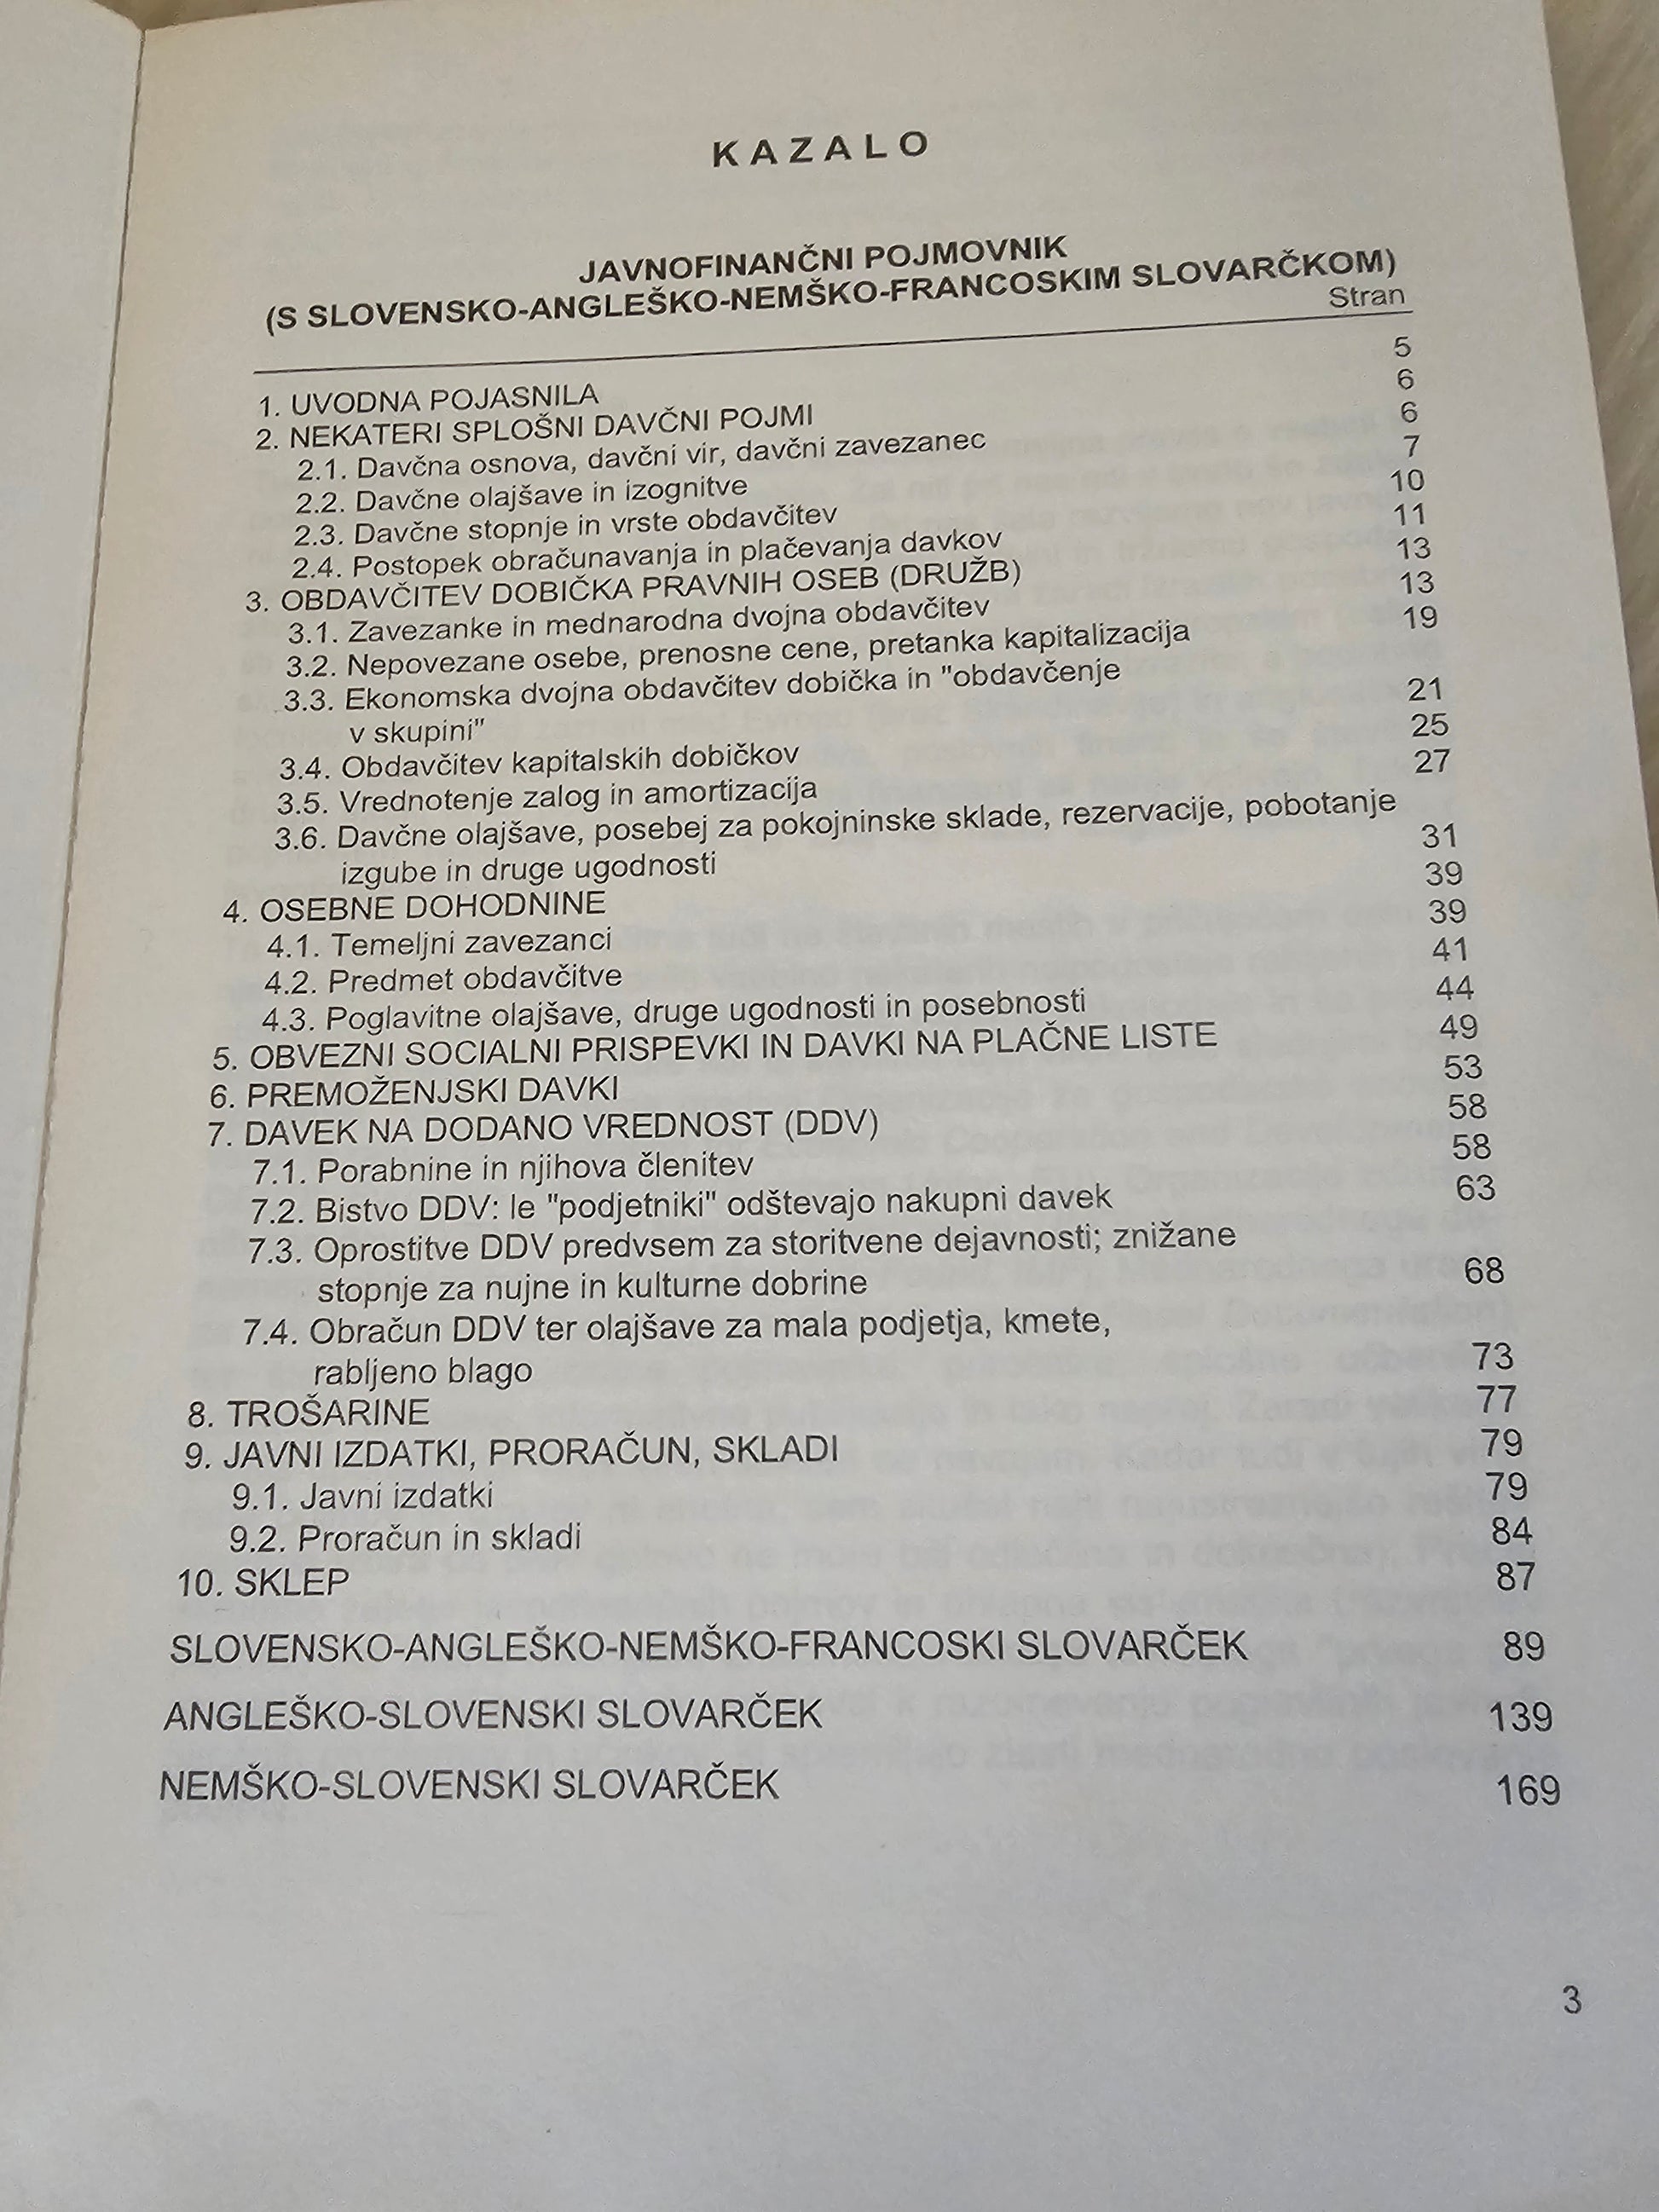 KAZALO
JAVNOFINANČNI POJMOVNIK
(S SLOVENSKO-ANGLEŠKO-NEMŠKO-FRANCOSKIM SLOVARČKOM)
Stran
1. UVODNA POJASNILA 5
2. NEKATERI SPLOŠNI DAVČNI POJMI 6
2.1. Davčna osnova, davčni vir, davčni zavezanec 6
2.2. Davčne olajšave in izognitve 7
2.3. Davčne stopnje in vrste obdavčitev 10
2.4. Postopek obračunavanja in plačevanja davkov 11
3. OBDAVČITEV DOBIČKA PRAVNIH OSEB (DRUŽB) 13
3.1. Zavezanke in mednarodna dvojna obdavčitev 13
3.2. Nepovezane osebe, prenosne cene, pretanka kapitalizacija 19
3.3. Ekonomska dvojna obdavčitev dobička in "obdavčenje
v skupini" 21
3.4. Obdavčitev kapitalskih dobičkov 25
3.5. Vrednotenje zalog in amortizacija 27
3.6. Davčne olajšave, posebej za pokojninske sklade, rezervacije, pobotanje
izgube in druge ugodnosti 31
4. OSEBNE DOHODNINE 39
4.1. Temeljni zavezanci 39
4.2. Predmet obdavčitve 41
4.3. Poglavitne olajšave, druge ugodnosti in posebnosti 44
5. OBVEZNI SOCIALNI PRISPEVKI IN DAVKI NA PLAČNE LISTE 49
6. PREMOŽENJSKI DAVKI 53
7. DAVEK NA DODANO VREDNOST (DDV) 58
7.1. Porabnine in njihova členitev 58
7.2. Bistvo DDV: le "podjetniki" odštevajo nakupni davek 63
7.3. Oprostitve DDV predvsem za storitvene dejavnosti; znižane
stopnje za nujne in kulturne dobrine 68
7.4. Obračun DDV ter olajšave za mala podjetja, kmete,
rabljeno blago 73
8. TROŠARINE 77
9. JAVNI IZDATKI, PRORAČUN, SKLADI 79
9.1. Javni izdatki 79
9.2. Proračun in skladi 84
10. SKLEP 87
SLOVENSKO-ANGLEŠKO-NEMŠKO-FRANCOSKI SLOVARČEK 89
ANGLEŠKO-SLOVENSKI SLOVARČEK 139
NEMŠKO-SLOVENSKI SLOVARČEK 169
3